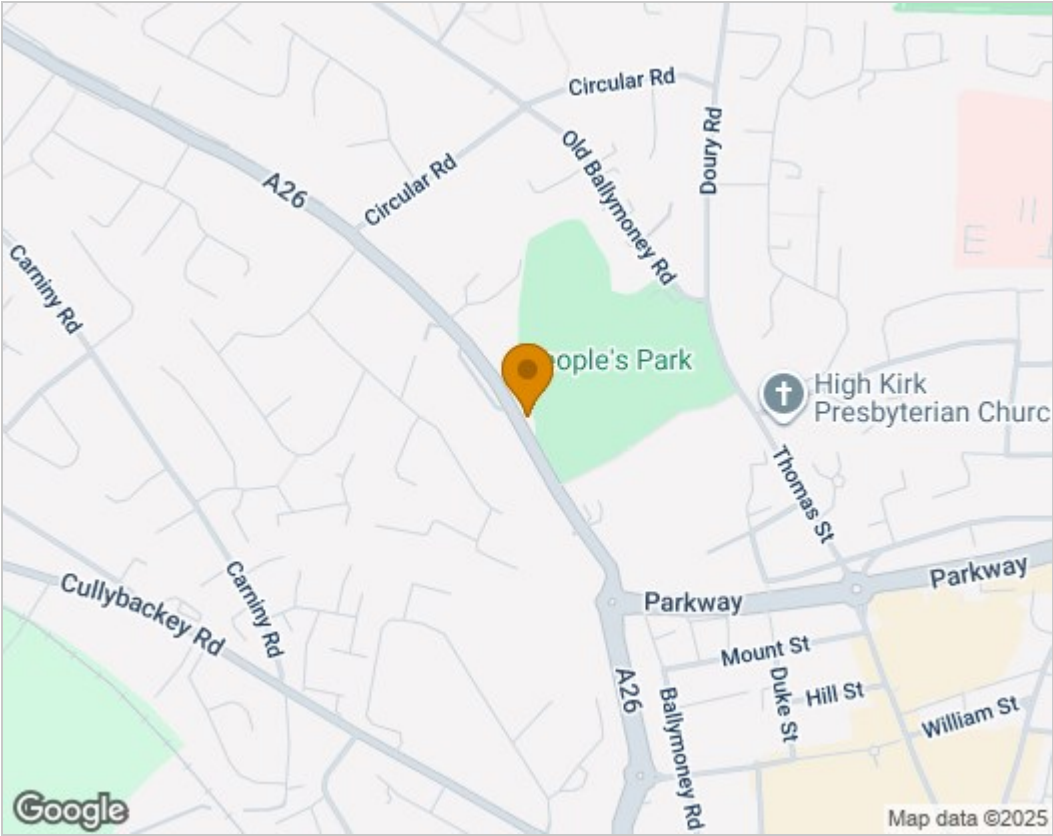 Circular Rd
Old Ballymoney Rd
Doury Rd
Circular Rd
A26
Carniny Rd
People's Park
High Kirk
Presbyterian Churc
Thomas St
Parkway
Parkway
Cullybackey Rd
Carniny Rd
Mount St
A26
Duke St
Hill St
Ballymoney Rd
William St
Google
Map data ©2025